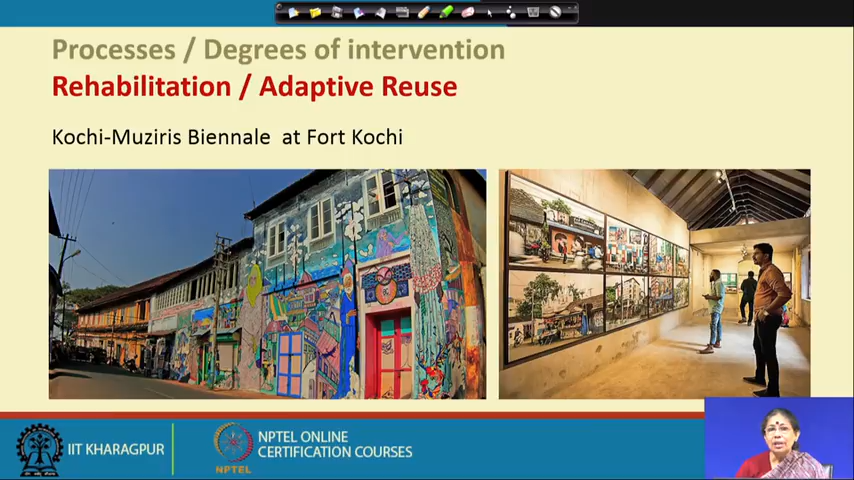 Processes / Degrees of intervention
Rehabilitation / Adaptive Reuse
Kochi-Muziris Biennale at Fort Kochi
IIT KHARAGPUR
NPTEL
NPTEL ONLINE
CERTIFICATION COURSES